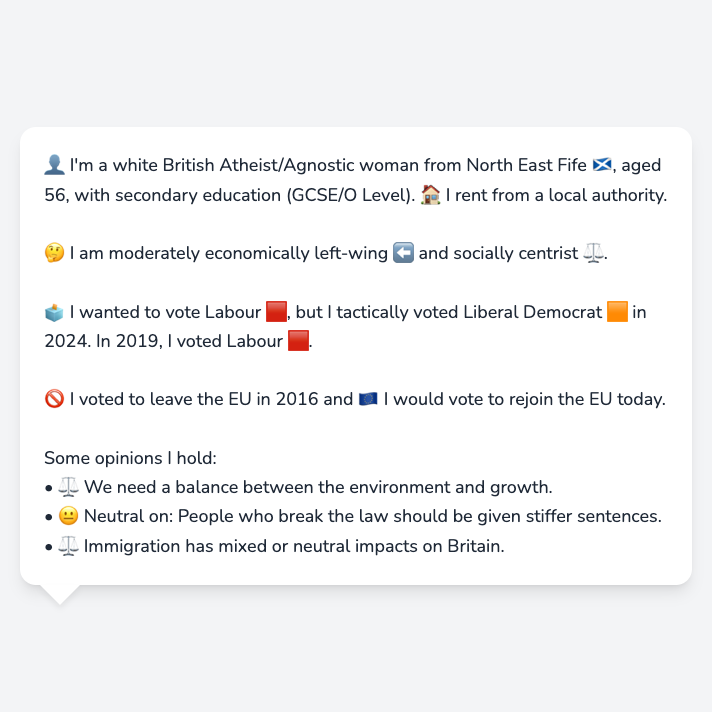 👤 I'm a white British Atheist/Agnostic woman from North East Fife 🏴󠁧󠁢󠁳󠁣󠁴󠁿, aged
56, with secondary education (GCSE/O Level). 🏠 I rent from a local authority.
🤔 I am moderately economically left-wing ⬅️ and socially centrist ⚖️.
🗳️ I wanted to vote Labour 🟥, but I tactically voted Liberal Democrat 🟧 in
2024. In 2019, I voted Labour 🟥.
🚫 I voted to leave the EU in 2016 and 🇪🇺 I would vote to rejoin the EU today.
Some opinions I hold:
• ⚖️ We need a balance between the environment and growth.
• 😐 Neutral on: People who break the law should be given stiffer sentences.
• ⚖️ Immigration has mixed or neutral impacts on Britain.